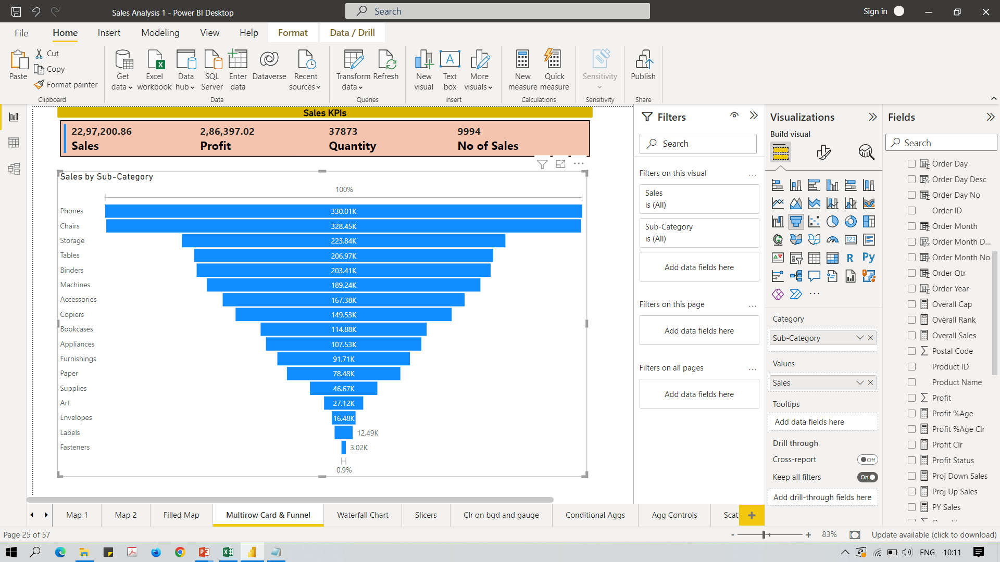 Sales Analysis 1 - Power BI Desktop
Search
Sign in
File
Home
Insert
Modeling
View
Help
Format
Data / Drill
Paste
Cut
Copy
Format painter
Clipboard
Get data
Excel workbook
Data hub
SQL Server
Enter data
Dataverse
Recent sources
Data
Transform data
Refresh
Queries
New visual
Text box
More visuals
Insert
New measure
Quick measure
Calculations
Sensitivity
Sensitivity
Publish
Share
Sales KPIs
22,97,200.86
Sales
2,86,397.02
Profit
37873
Quantity
9994
No of Sales
Sales by Sub-Category
100%
Phones 330.01K
Chairs 328.45K
Storage 223.84K
Tables 206.97K
Binders 203.41K
Machines 189.24K
Accessories 167.38K
Copiers 149.53K
Bookcases 114.88K
Appliances 107.53K
Furnishings 91.71K
Paper 78.48K
Supplies 46.67K
Art 27.12K
Envelopes 16.48K
Labels 12.49K
Fasteners 3.02K
0.9%
Filters
Search
Filters on this visual
Sales
is (All)
Sub-Category
is (All)
Add data fields here
Filters on this page
Add data fields here
Filters on all pages
Add data fields here
Visualizations
Build visual
123
R
Py
Category
Sub-Category
Values
Sales
Tooltips
Add data fields here
Drill through
Cross-report
Off
Keep all filters
On
Add drill-through fields here
Fields
Search
Order Day
Order Day Desc
Order Day No
Order ID
Order Month
Order Month D...
Order Month No
Order Qtr
Order Year
Overall Cap
Overall Rank
Overall Sales
Postal Code
Product ID
Product Name
Profit
Profit %Age
Profit %Age Clr
Profit Clr
Profit Status
Proj Down Sales
Proj Up Sales
PY Sales
Map 1
Map 2
Filled Map
Multirow Card & Funnel
Waterfall Chart
Slicers
Clr on bgd and gauge
Conditional Aggs
Agg Controls
Scat
Page 25 of 57
83%
Update available (click to download)
ENG
10:11